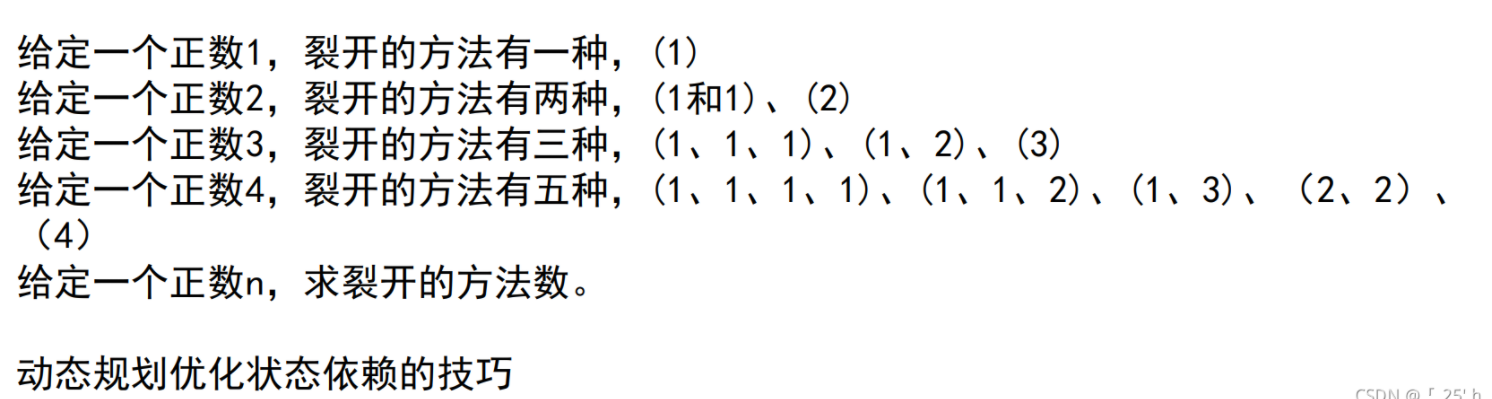 给定一个正数1，裂开的方法有一种，(1)
给定一个正数2，裂开的方法有两种，(1和1)、(2)
给定一个正数3，裂开的方法有三种，(1、1、1)、(1、2)、(3)
给定一个正数4，裂开的方法有五种，(1、1、1、1)、(1、1、2)、(1、3)、（2、2）、
（4）
给定一个正数n，求裂开的方法数。
动态规划优化状态依赖的技巧
CSDN @「 25' h